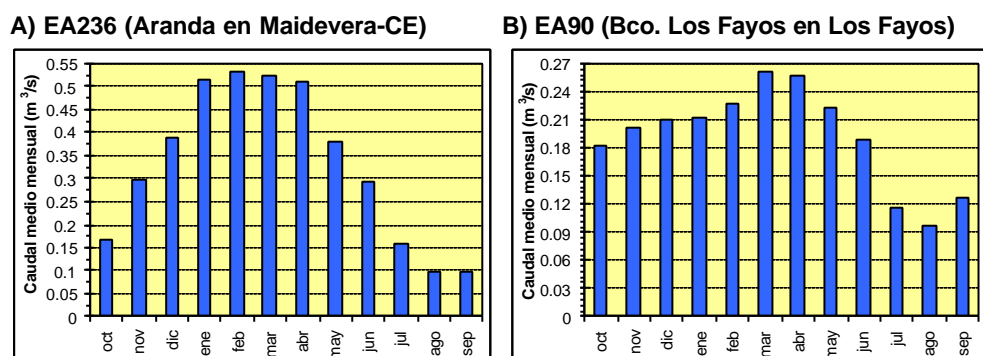 A) EA236 (Aranda en Maidevera-CE)
Caudal medio mensual (m³/s)
0.55
0.5
0.45
0.4
0.35
0.3
0.25
0.2
0.15
0.1
0.05
0
oct
nov
dic
ene
feb
mar
abr
may
jun
jul
ago
sep
B) EA90 (Bco. Los Fayos en Los Fayos)
Caudal medio mensual (m³/s)
0.27
0.24
0.21
0.18
0.15
0.12
0.09
0.06
0.03
0
oct
nov
dic
ene
feb
mar
abr
may
jun
jul
ago
sep